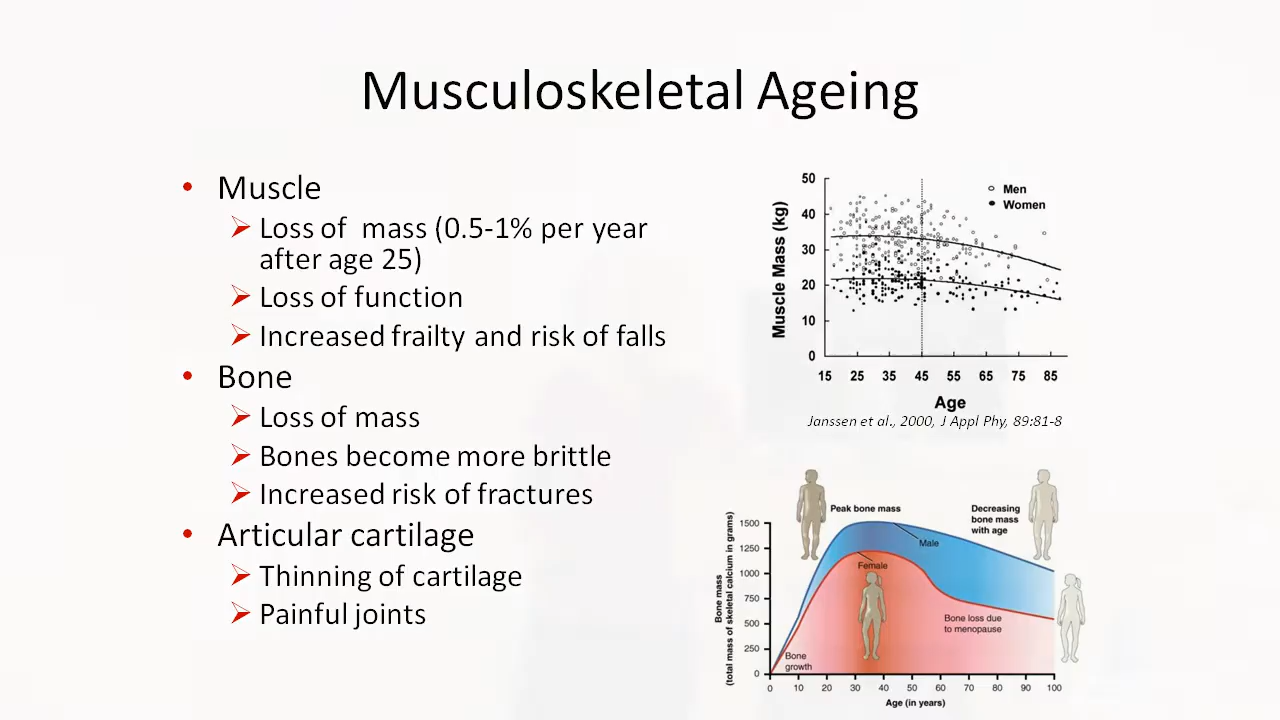 Musculoskeletal Ageing
• Muscle
➢ Loss of mass (0.5-1% per year
after age 25)
➢ Loss of function
➢ Increased frailty and risk of falls
• Bone
➢ Loss of mass
➢ Bones become more brittle
➢ Increased risk of fractures
• Articular cartilage
➢ Thinning of cartilage
➢ Painful joints
Muscle Mass (kg)
50
40
30
20
10
0
Men
Women
15 25 35 45 55 65 75 85
Age
Janssen et al., 2000, J Appl Phy, 89:81-8
Bone mass
(total mass of skeletal calcium in grams)
1500
1250
1000
750
500
250
0
Peak bone mass
Decreasing
bone mass
with age
Male
Female
Bone loss due
to menopause
Bone
growth
0 10 20 30 40 50 60 70 80 90 100
Age (in years)